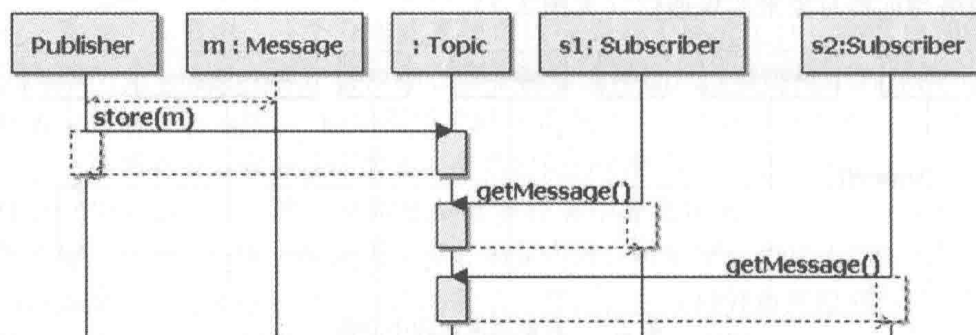 Publisher
m : Message
: Topic
s1: Subscriber
s2:Subscriber
store(m)
getMessage()
getMessage()